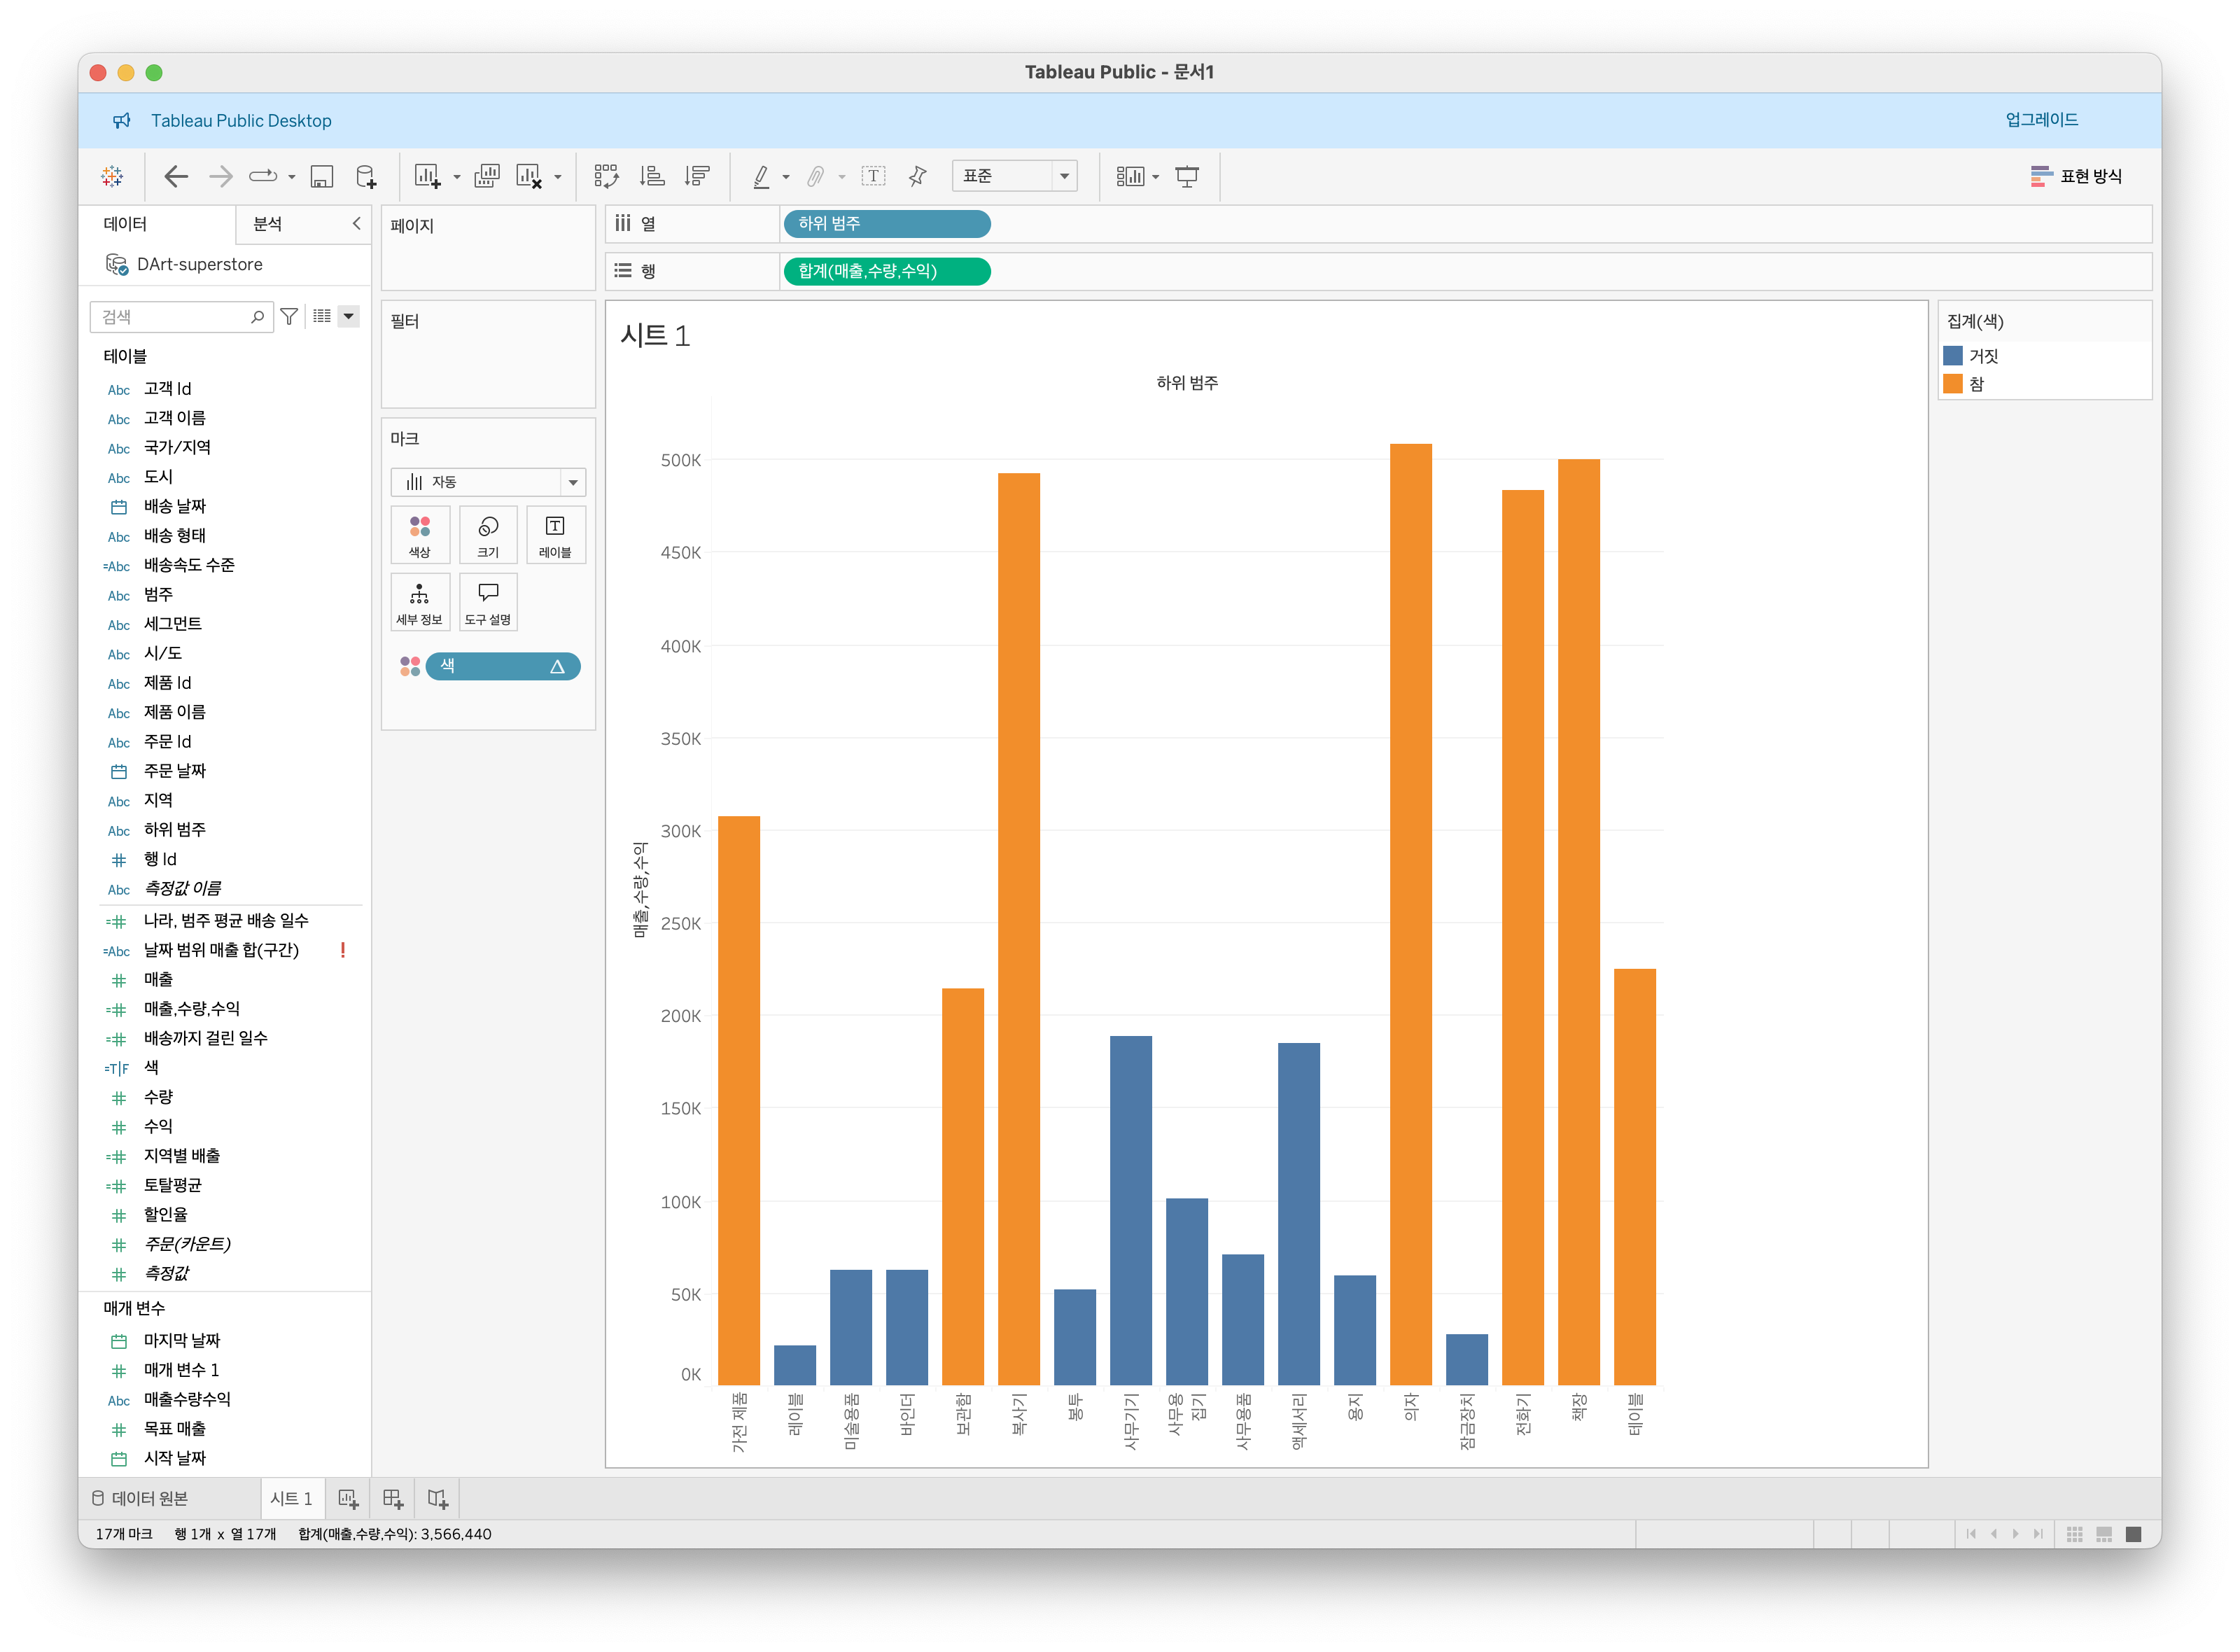 Tableau Public - 문서1
Tableau Public Desktop
업그레이드
표준
표현 방식
데이터
분석
DArt-superstore
검색
테이블
Abc 고객 Id
Abc 고객 이름
Abc 국가/지역
Abc 도시
배송 날짜
Abc 배송 형태
=Abc 배송속도 수준
Abc 범주
Abc 세그먼트
Abc 시/도
Abc 제품 Id
Abc 제품 이름
Abc 주문 Id
주문 날짜
Abc 지역
Abc 하위 범주
# 행 Id
Abc 측정값 이름
=# 나라, 범주 평균 배송 일수
=Abc 날짜 범위 매출 합(구간) !
# 매출
=# 매출,수량,수익
=# 배송까지 걸린 일수
=T|F 색
# 수량
# 수익
=# 지역별 배출
=# 토탈평균
# 할인율
# 주문(카운트)
# 측정값
매개 변수
마지막 날짜
# 매개 변수 1
Abc 매출수량수익
# 목표 매출
시작 날짜
페이지
필터
마크
자동
색상
크기
레이블
세부 정보
도구 설명
색
열
하위 범주
행
합계(매출,수량,수익)
시트 1
하위 범주
매출,수량,수익
500K
450K
400K
350K
300K
250K
200K
150K
100K
50K
0K
가전 제품
레이블
미술용품
바인더
보관함
복사기
봉투
사무기기
사무용
집기
사무용품
액세서리
용지
의자
잠금장치
전화기
책장
테이블
집계(색)
거짓
참
데이터 원본
시트 1
17개 마크
행 1개 x 열 17개
합계(매출,수량,수익): 3,566,440